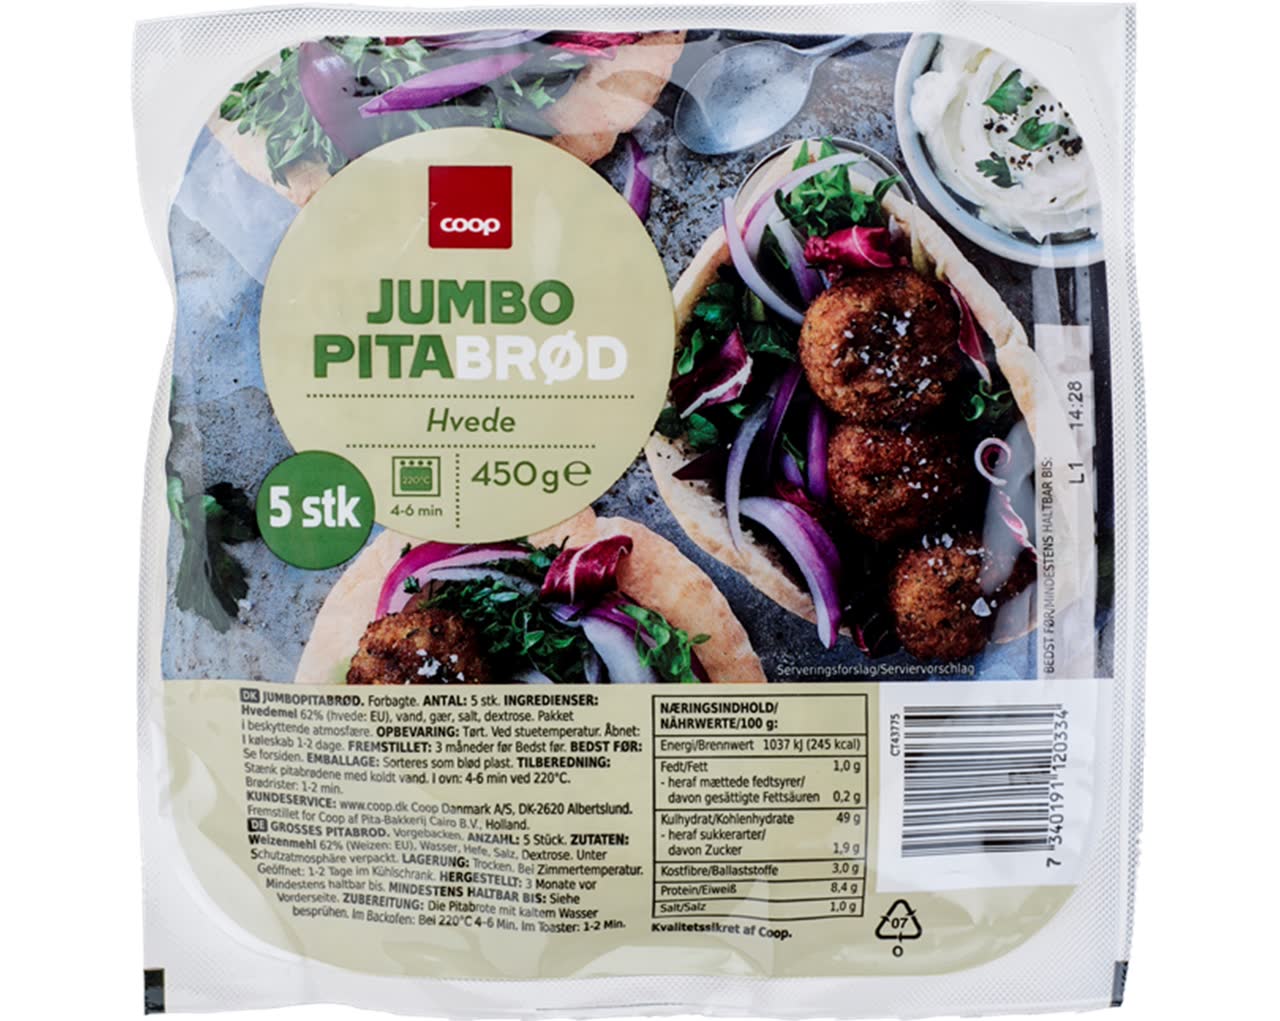 coop
JUMBO
PITABRØD
Hvede
220°C
4-6 min
450 g e
5 stk
Serveringsforslag/Serviervorschlag
BEDST FØR/MINDESTENS HALTBAR BIS:
L1 14:28
DK JUMBOPITABRØD. Forbagte. ANTAL: 5 stk. INGREDIENSER:
Hvedemel 62% (hvede: EU), vand, gær, salt, dextrose. Pakket
i beskyttende atmosfære. OPBEVARING: Tørt. Ved stuetemperatur. Åbnet:
I køleskab 1-2 dage. FREMSTILLET: 3 måneder før Bedst før. BEDST FØR:
Se forsiden. EMBALLAGE: Sorteres som blød plast. TILBEREDNING:
Stænk pitabrødene med koldt vand. I ovn: 4-6 min ved 220°C.
Brødrister: 1-2 min.
KUNDESERVICE: www.coop.dk Coop Danmark A/S, DK-2620 Albertslund.
Fremstillet for Coop af Pita-Bakkerij Cairo B.V., Holland.
DE GROSSES PITABROD. Vorgebacken. ANZAHL: 5 Stück. ZUTATEN:
Weizenmehl 62% (Weizen: EU), Wasser, Hefe, Salz, Dextrose. Unter
Schutzatmosphäre verpackt. LAGERUNG: Trocken. Bei Zimmertemperatur.
Geöffnet: 1-2 Tage im Kühlschrank. HERGESTELLT: 3 Monate vor
Mindestens haltbar bis. MINDESTENS HALTBAR BIS: Siehe
Vorderseite. ZUBEREITUNG: Die Pitabrote mit kaltem Wasser
besprühen. Im Backofen: Bei 220°C 4-6 Min. Im Toaster: 1-2 Min.
NÆRINGSINDHOLD/
NÄHRWERTE/100 g:
Energi/Brennwert 1037 kJ (245 kcal)
Fedt/Fett 1,0 g
- heraf mættede fedtsyrer/
davon gesättigte Fettsäuren 0,2 g
Kulhydrat/Kohlenhydrate 49 g
- heraf sukkerarter/
davon Zucker 1,9 g
Kostfibre/Ballaststoffe 3,0 g
Protein/Eiweiß 8,4 g
Salt/Salz 1,0 g
Kvalitetssikret af Coop.
CT43775
7 340191 120334
07
O